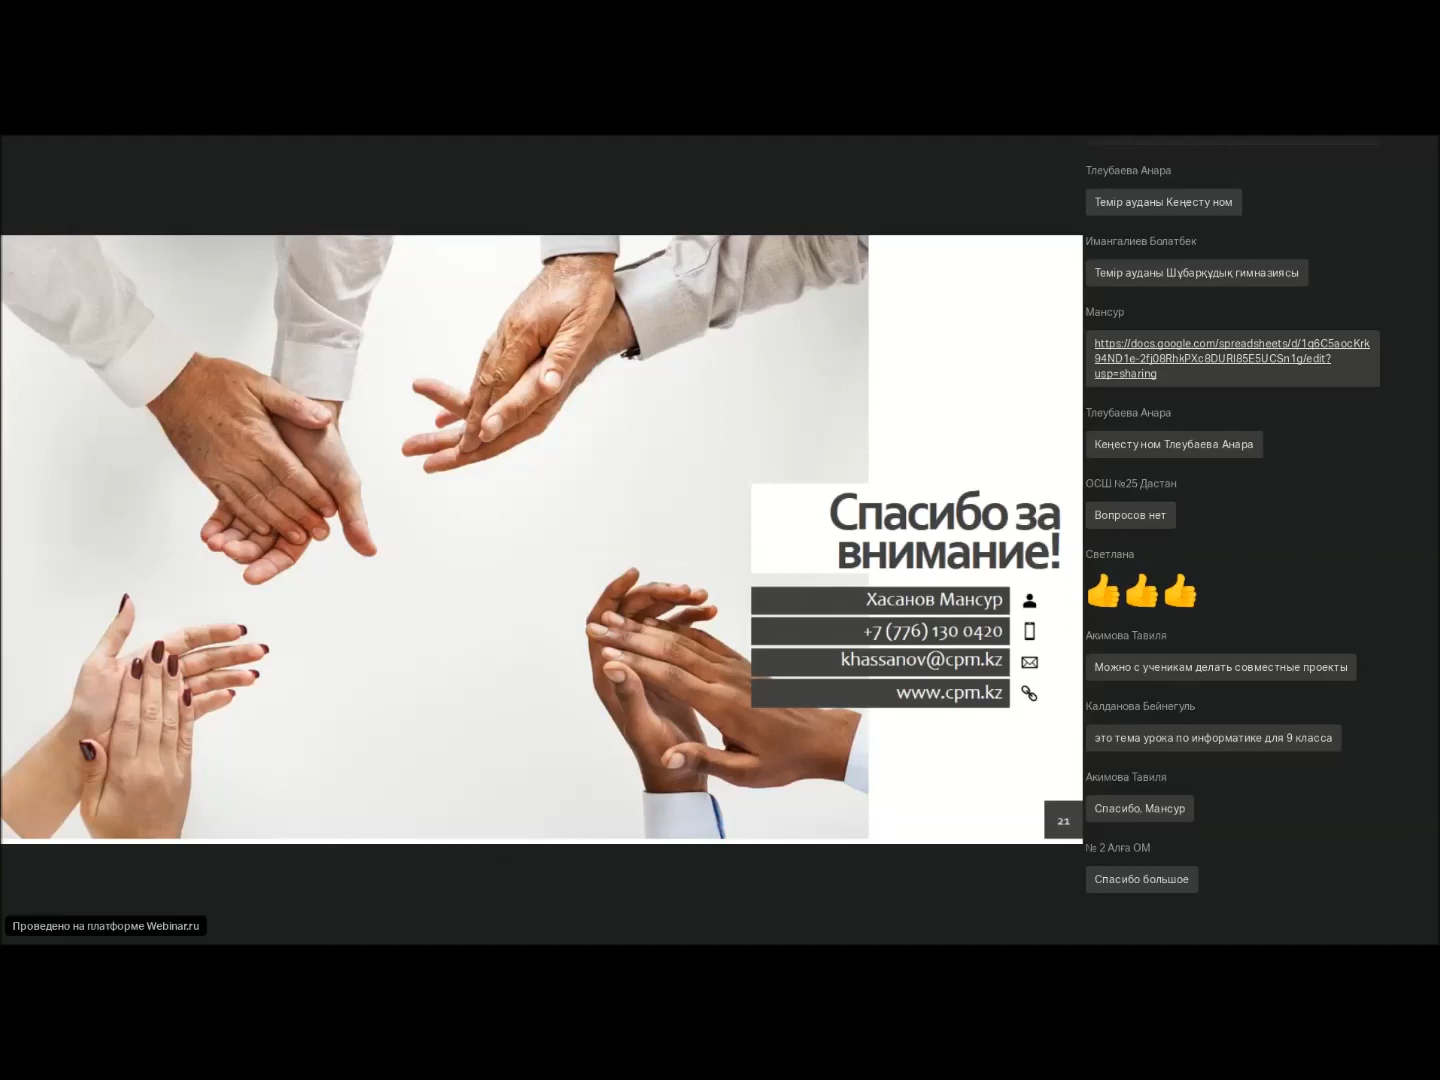 Спасибо за
внимание!
Хасанов Мансур
+7 (776) 130 0420
khassanov@cpm.kz
www.cpm.kz
21
Тлеубаева Анара
Темір ауданы Кеңесту ном
Имангалиев Болатбек
Темір ауданы Шұбарқұдық гимназиясы
Мансур
https://docs.google.com/spreadsheets/d/1q6C5aocKrk
94ND1e-2fj08RhkPXc8DURl85E5UCSn1g/edit?
usp=sharing
Тлеубаева Анара
Кеңесту ном Тлеубаева Анара
ОСШ №25 Дастан
Вопросов нет
Светлана
Акимова Тавиля
Можно с ученикам делать совместные проекты
Калданова Бейнегуль
это тема урока по информатике для 9 класса
Акимова Тавиля
Спасибо, Мансур
№ 2 Алға ОМ
Спасибо большое
Проведено на платформе Webinar.ru